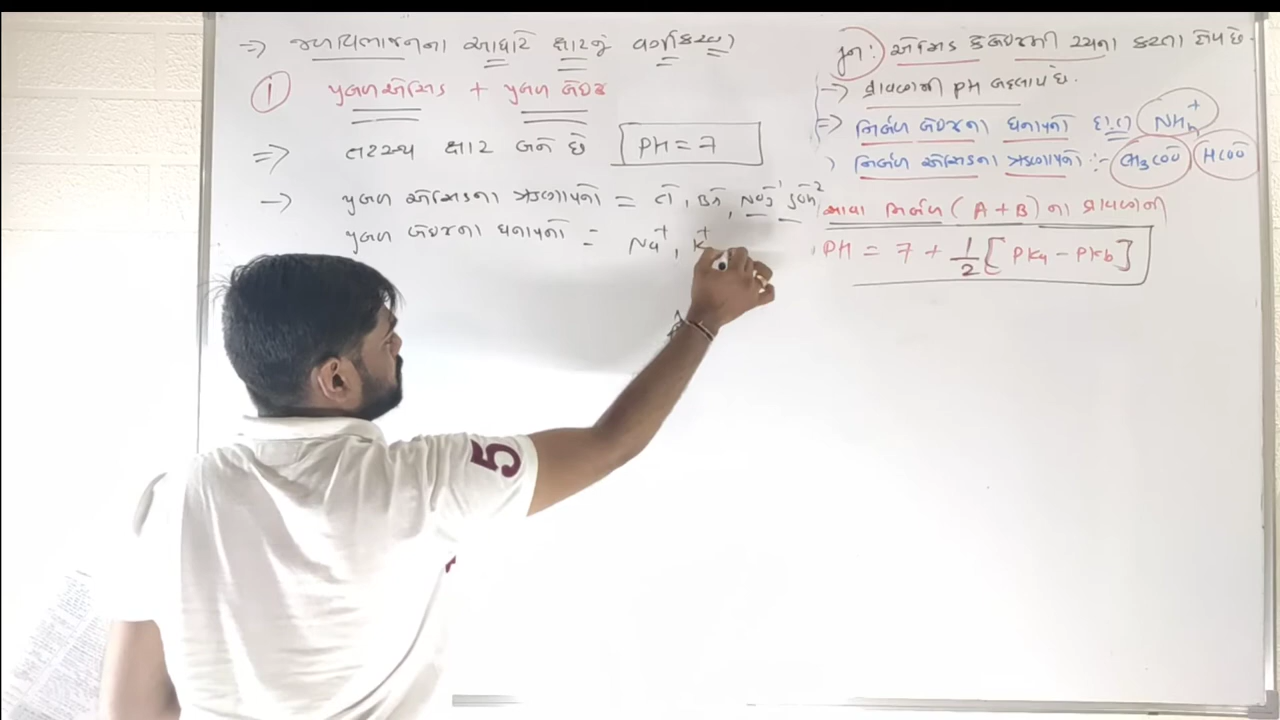 => જળવિભાજનના આધારે ક્ષારનું વર્ગીકરણ)
① પ્રબળ એસિડ + પ્રબળ બેઇઝ
=> તટસ્થ ક્ષાર બને છે PH = 7
-> પ્રબળ એસિડના ઋણાયનો = Cl⁻, Br⁻, NO3⁻¹ SO4⁻²
પ્રબળ બેઇઝના ધનાયનો = Na⁺, K⁺
પુન: એસિડ કે બેઇઝની રચના કરતા હોય છે.
-> દ્રાવણની PH બદલાય છે.
=> નિર્બળ બેઇઝના ધનાયનો દા.ત) NH4⁺
) નિર્બળ એસિડના ઋણાયનો :- CH3COO⁻ HCOO⁻
આવા નિર્બળ (A + B) ના દ્રાવણની
PH = 7 + 1/2 [PKa - PKb]
5